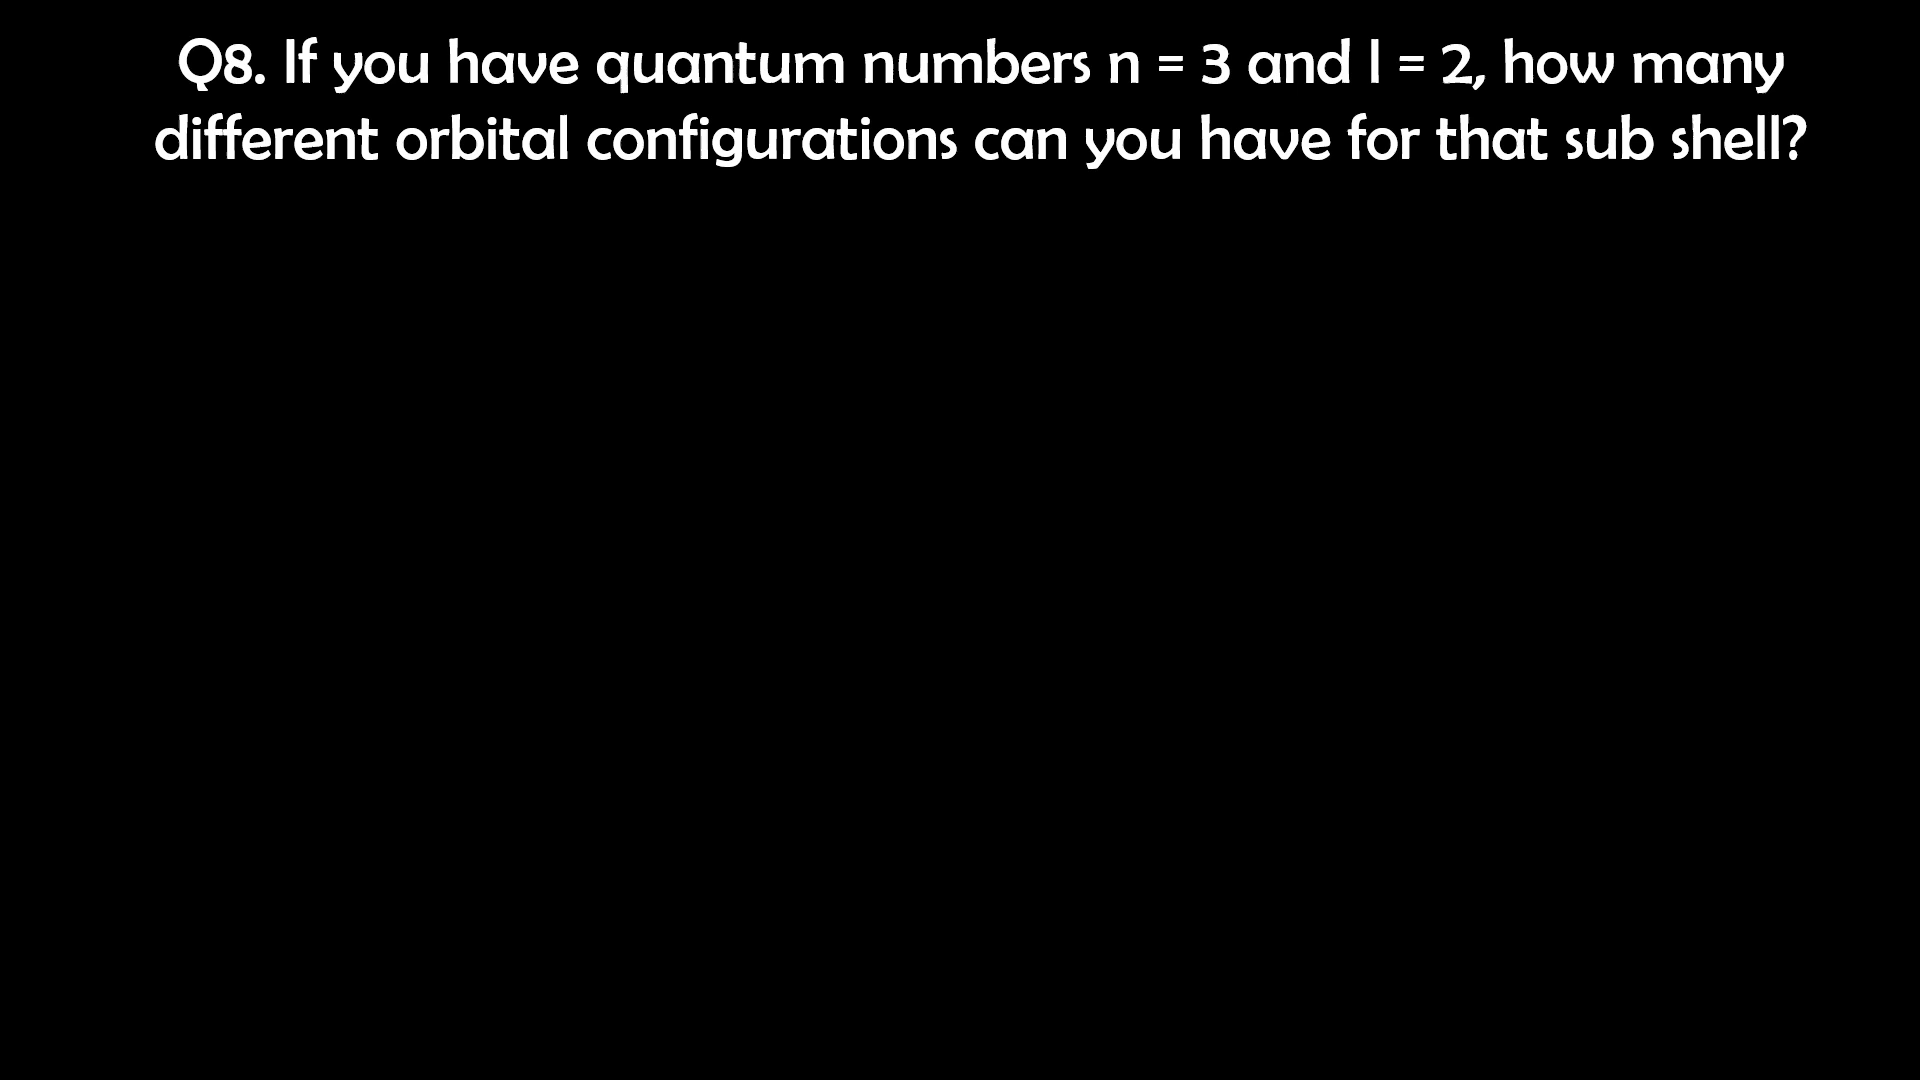 Q8. If you have quantum numbers n = 3 and l = 2, how many
different orbital configurations can you have for that sub shell?